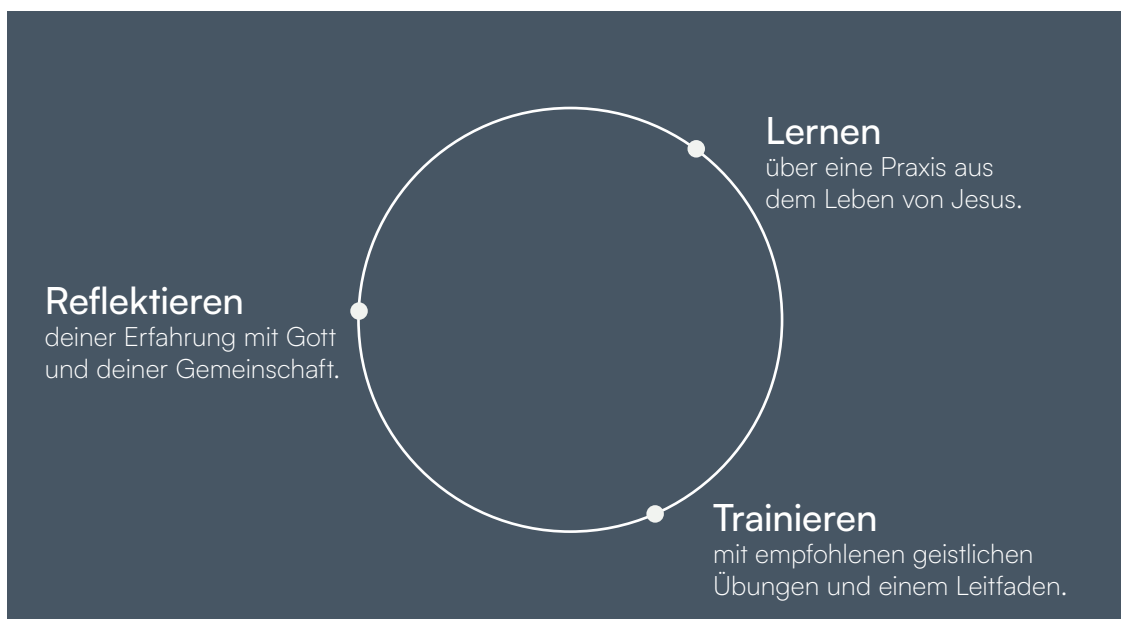 Lernen
über eine Praxis aus
dem Leben von Jesus.
Reflektieren
deiner Erfahrung mit Gott
und deiner Gemeinschaft.
Trainieren
mit empfohlenen geistlichen
Übungen und einem Leitfaden.